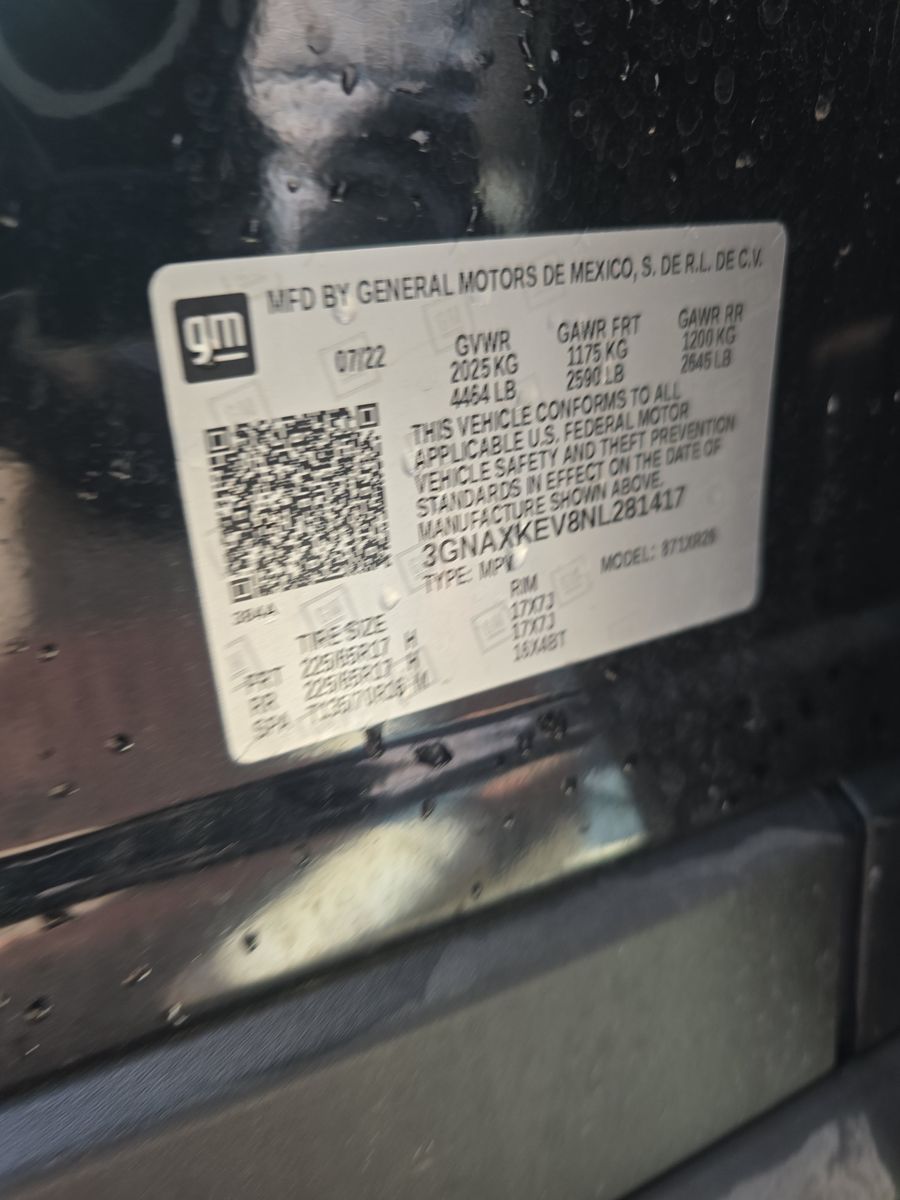 MFD BY GENERAL MOTORS DE MEXICO, S. DE R.L. DE C.V.
gm
07/22
GVWR
2025 KG
4464 LB
GAWR FRT
1175 KG
2590 LB
GAWR RR
1200 KG
2645 LB
THIS VEHICLE CONFORMS TO ALL
APPLICABLE U.S. FEDERAL MOTOR
VEHICLE SAFETY AND THEFT PREVENTION
STANDARDS IN EFFECT ON THE DATE OF
MANUFACTURE SHOWN ABOVE.
3GNAXKEV8NL281417
TYPE: MPV
MODEL: 871XR26
TIRE SIZE RIM
FRT 225/65R17 H 17X7J
RR 225/65R17 H 17X7J
SPA 16X4BT